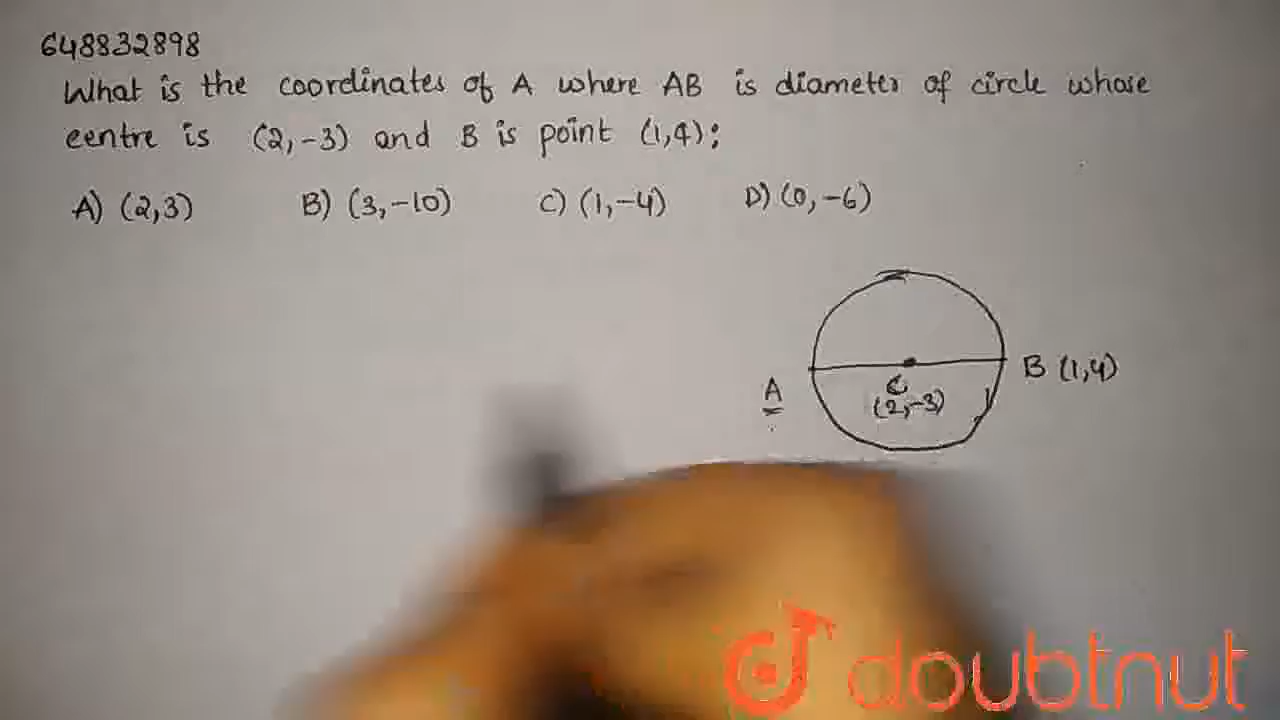 648832898
What is the coordinates of A where AB is diameter of circle whose
centre is (2,-3) and B is point (1,4);
A) (2,3) B) (3,-10) C) (1,-4) D) (0,-6)
A
C
(2,-3)
B (1,4)
doubtnut